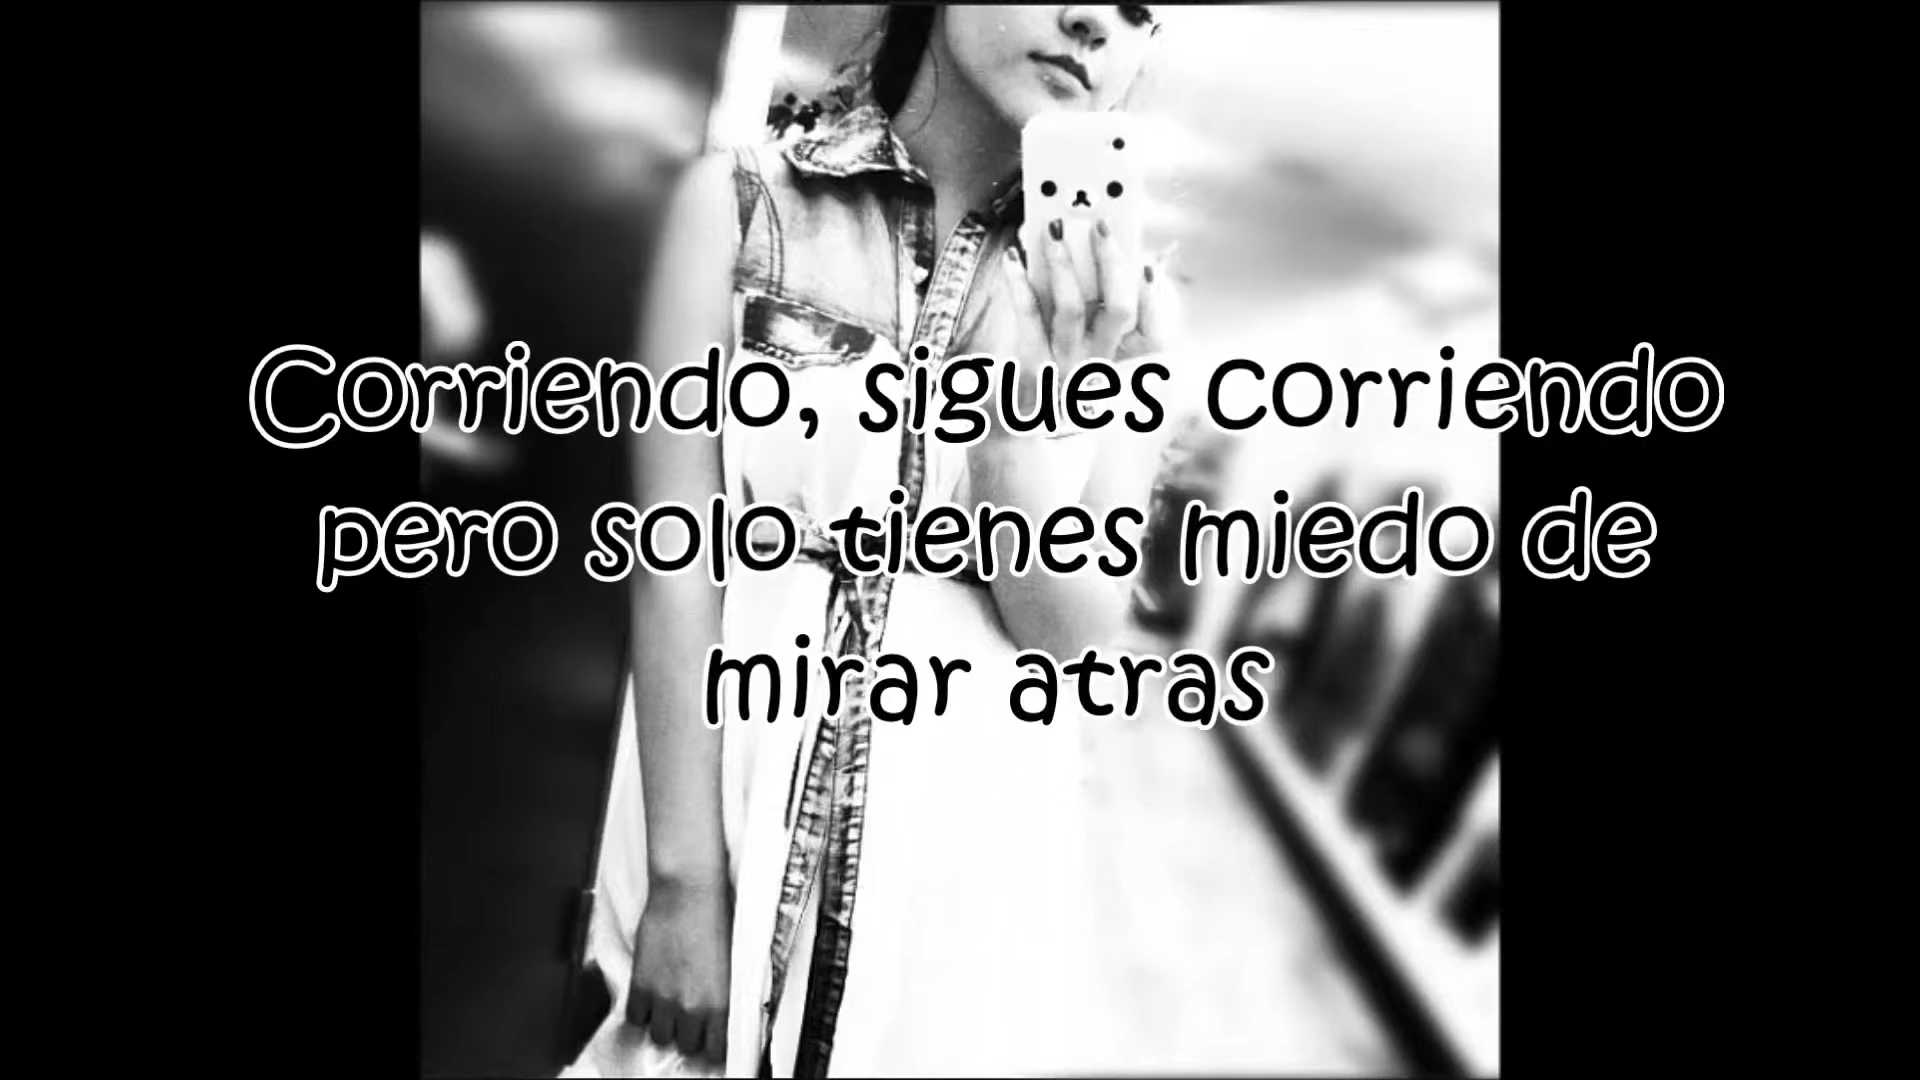 Corriendo, sigues corriendo
pero solo tienes miedo de
mirar atras